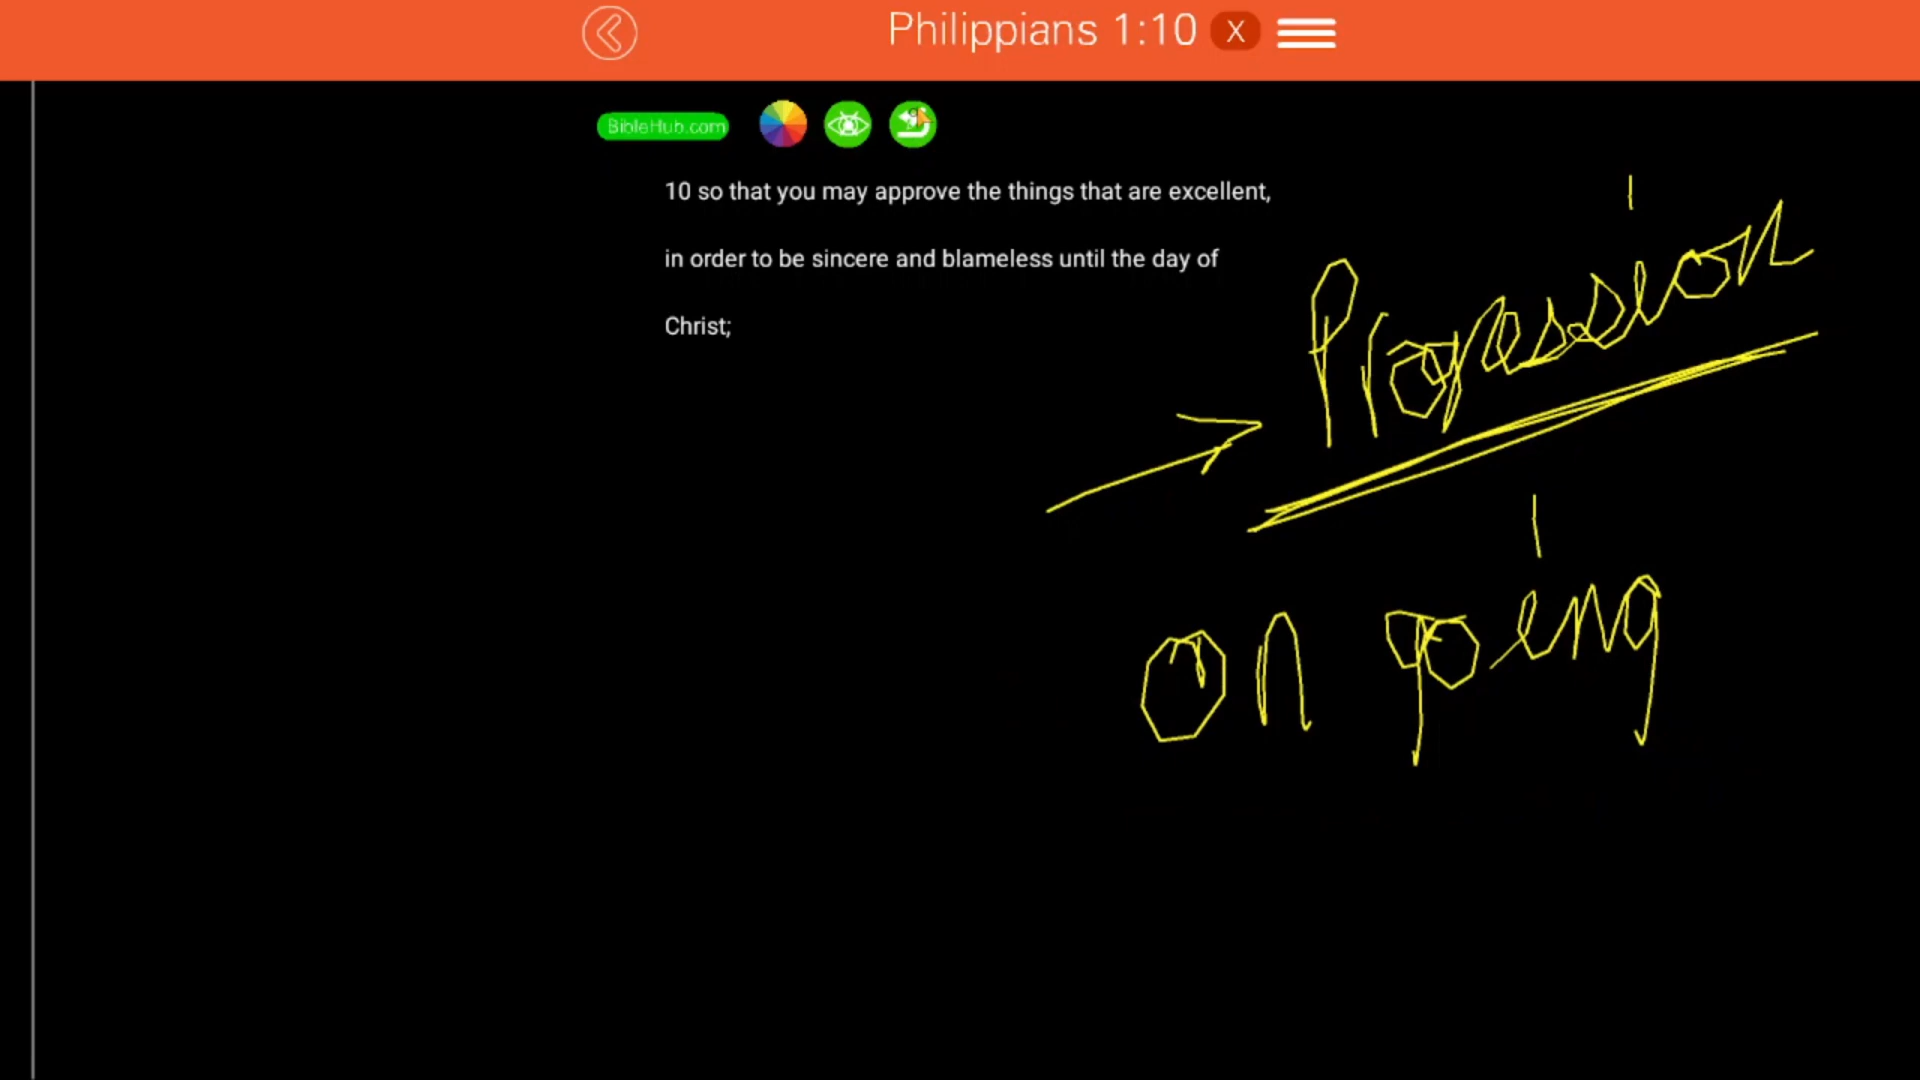 Philippians 1:10 X
BibleHub.com
10 so that you may approve the things that are excellent,
in order to be sincere and blameless until the day of
Christ;
Progression
on going